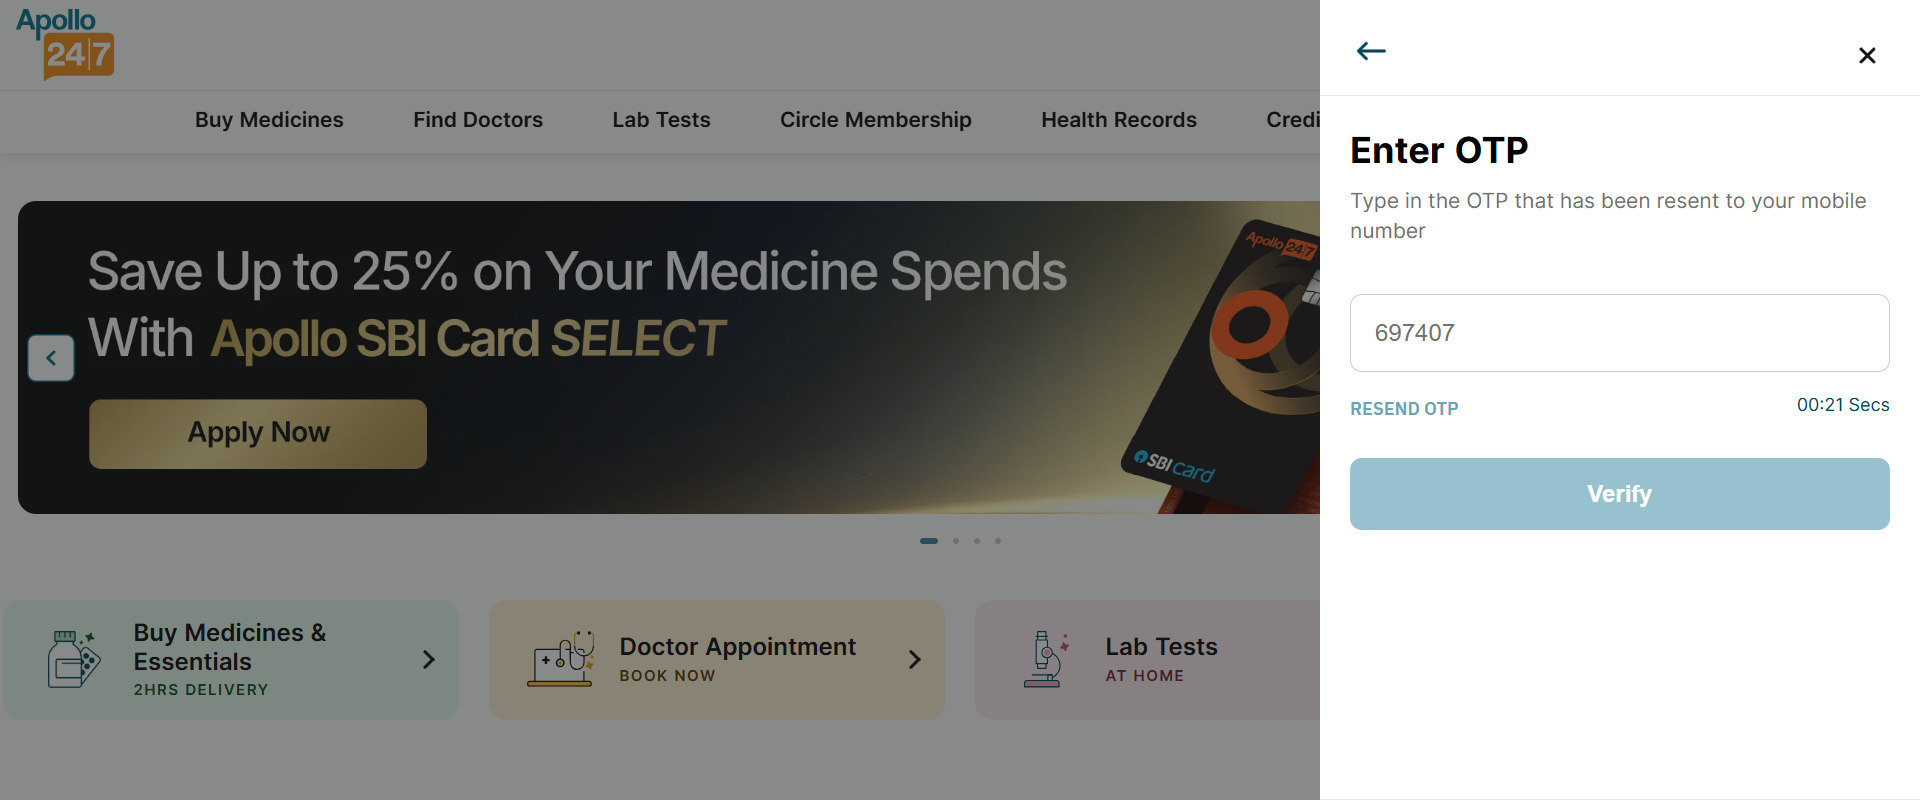 Apollo
24|7
Buy Medicines
Find Doctors
Lab Tests
Circle Membership
Health Records
Credi
Save Up to 25% on Your Medicine Spends
With Apollo SBI Card SELECT
Apply Now
Apollo 24|7
SBI card
Buy Medicines &
Essentials
2HRS DELIVERY
Doctor Appointment
BOOK NOW
Lab Tests
AT HOME
Enter OTP
Type in the OTP that has been resent to your mobile
number
697407
RESEND OTP
00:21 Secs
Verify